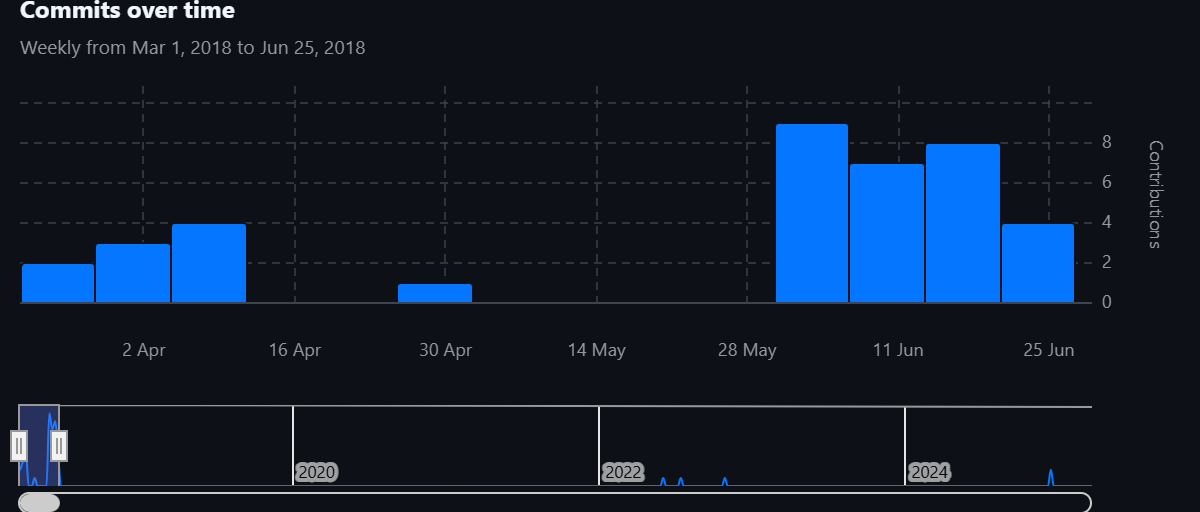 Commits over time
Weekly from Mar 1, 2018 to Jun 25, 2018
8
6
4
2
0
Contributions
2 Apr 16 Apr 30 Apr 14 May 28 May 11 Jun 25 Jun
2020 2022 2024